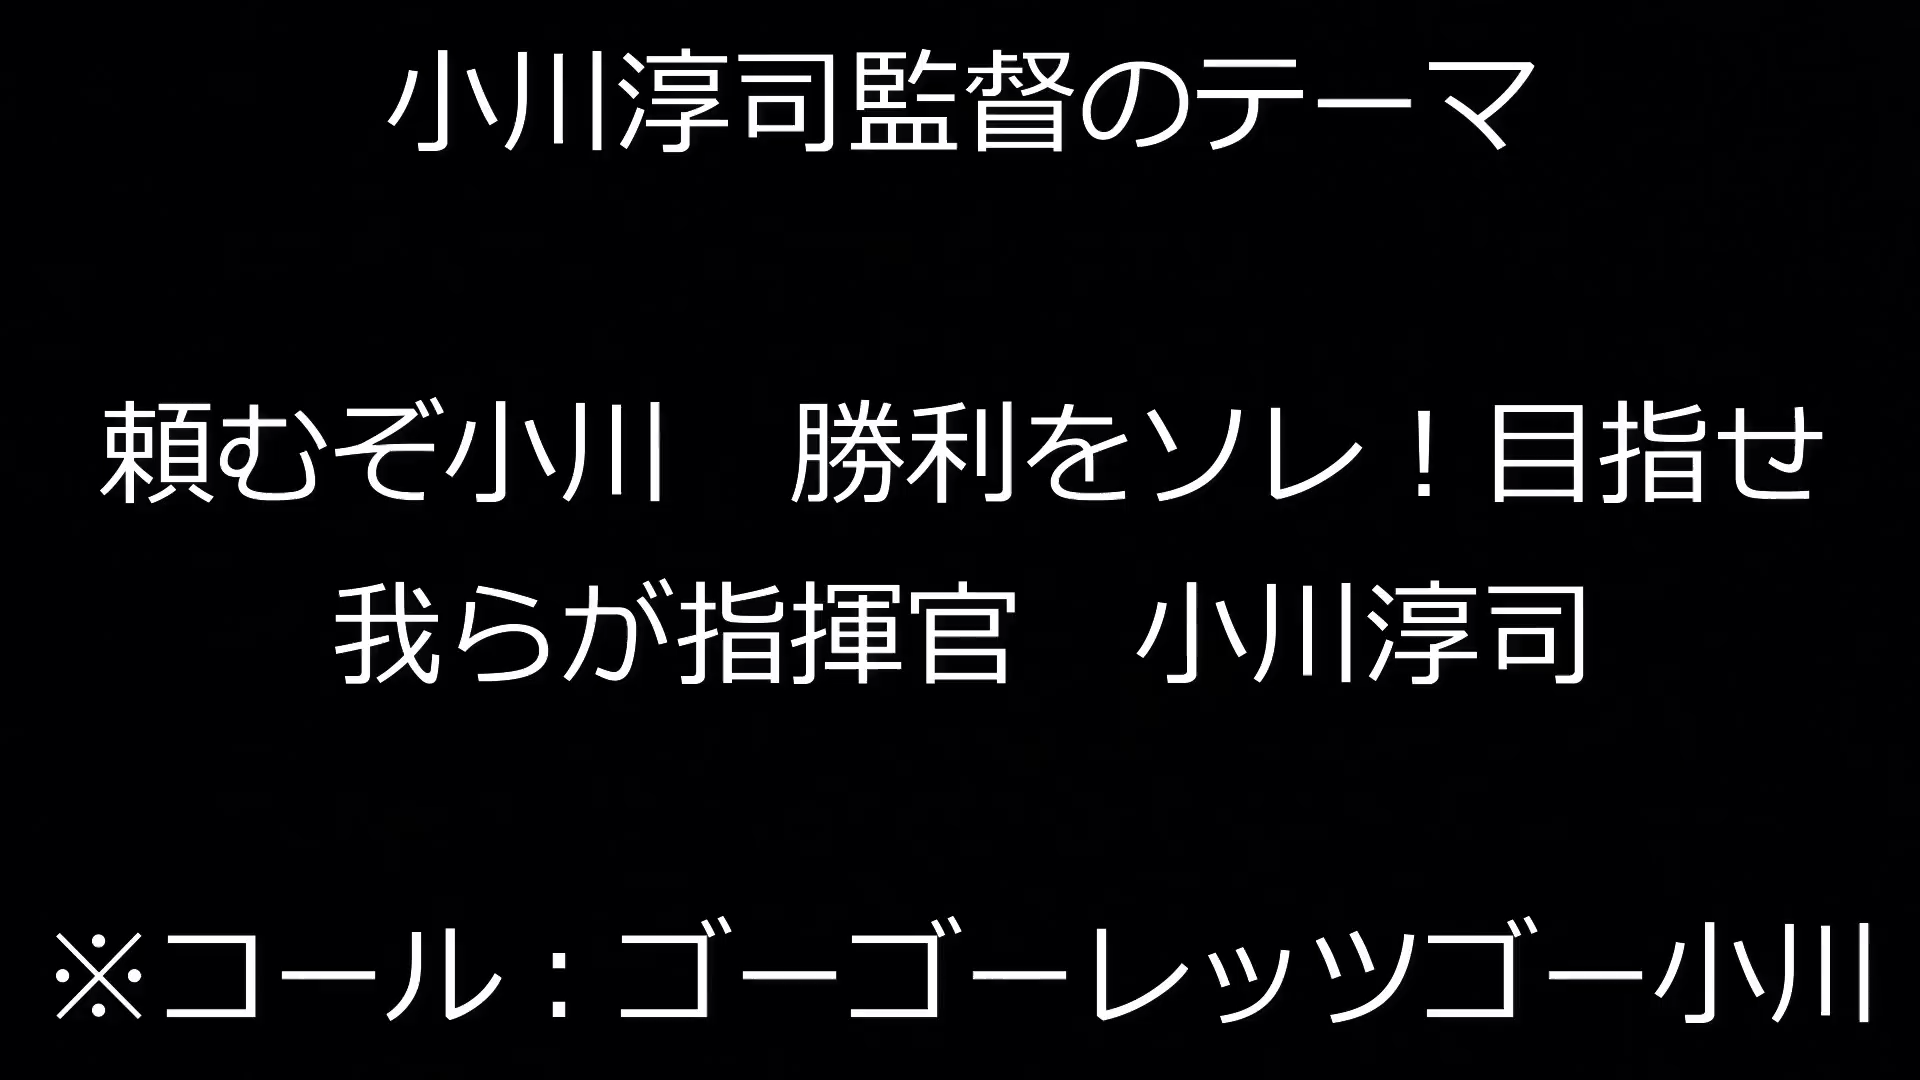 小川淳司監督のテーマ
頼むぞ小川　勝利をソレ！目指せ
我らが指揮官　小川淳司
※コール：ゴーゴーレッツゴー小川